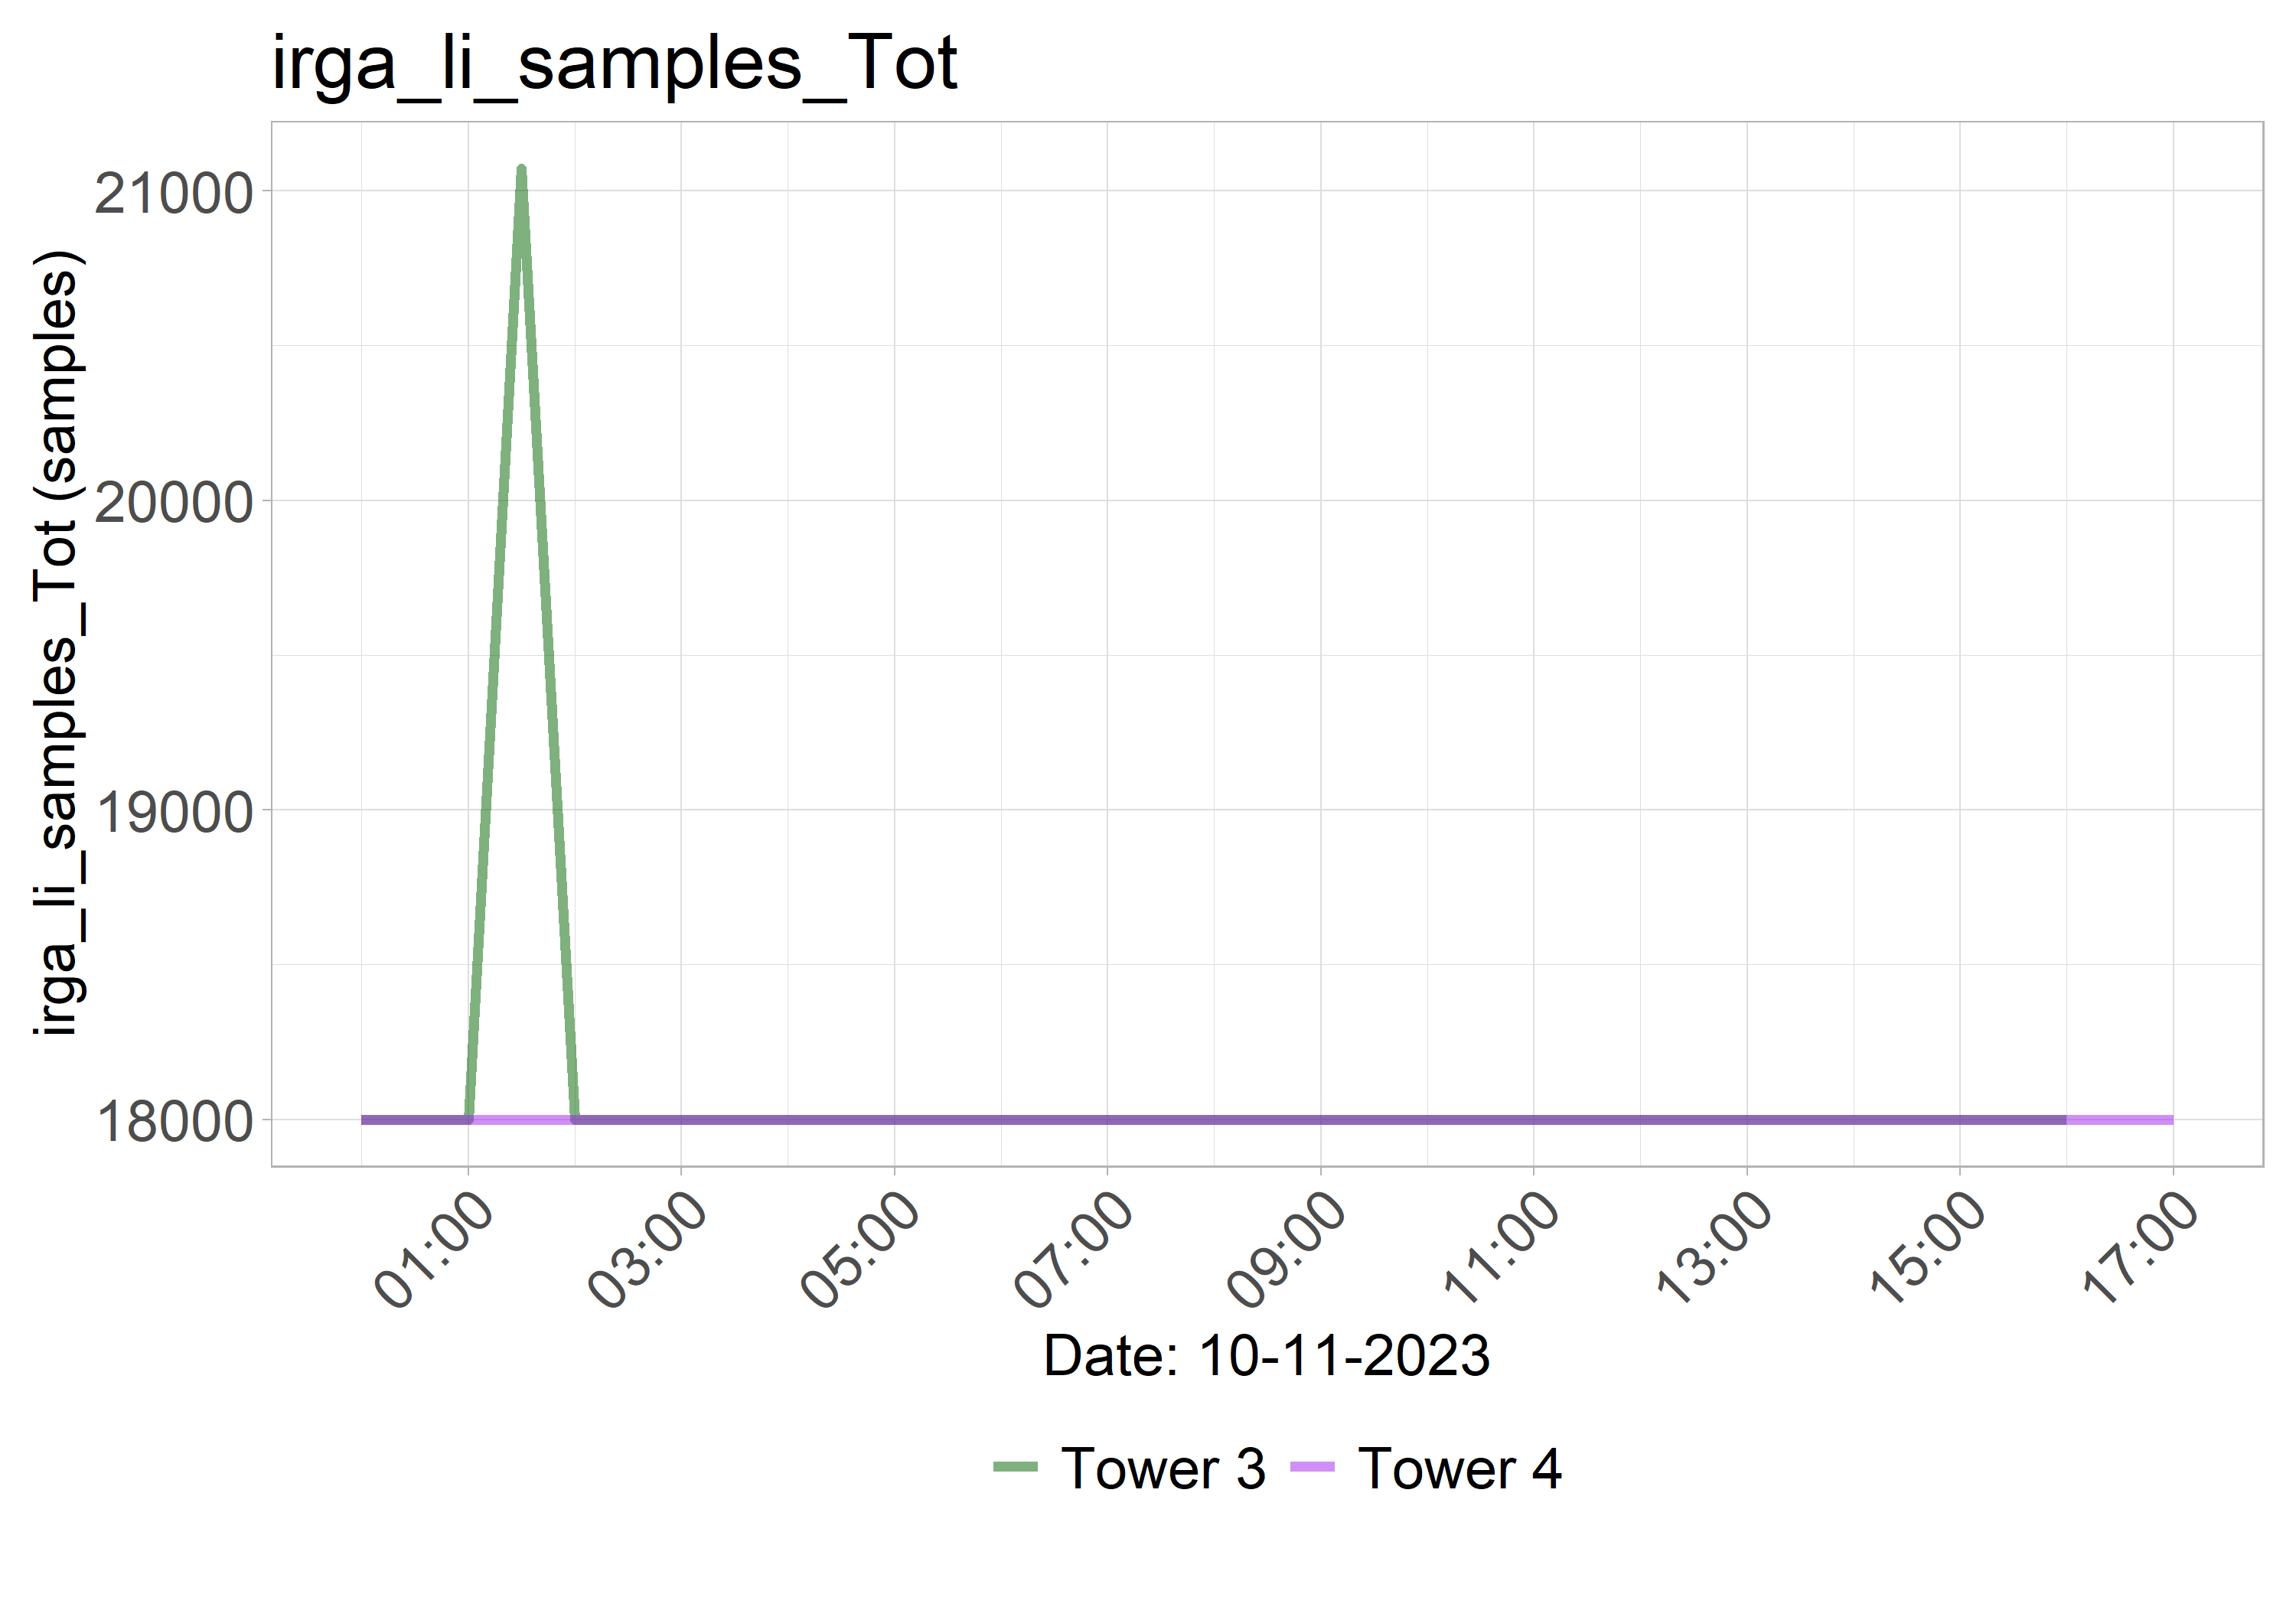 irga_li_samples_Tot
irga_li_samples_Tot (samples)
21000
20000
19000
18000
01:00
03:00
05:00
07:00
09:00
11:00
13:00
15:00
17:00
Date: 10-11-2023
Tower 3
Tower 4